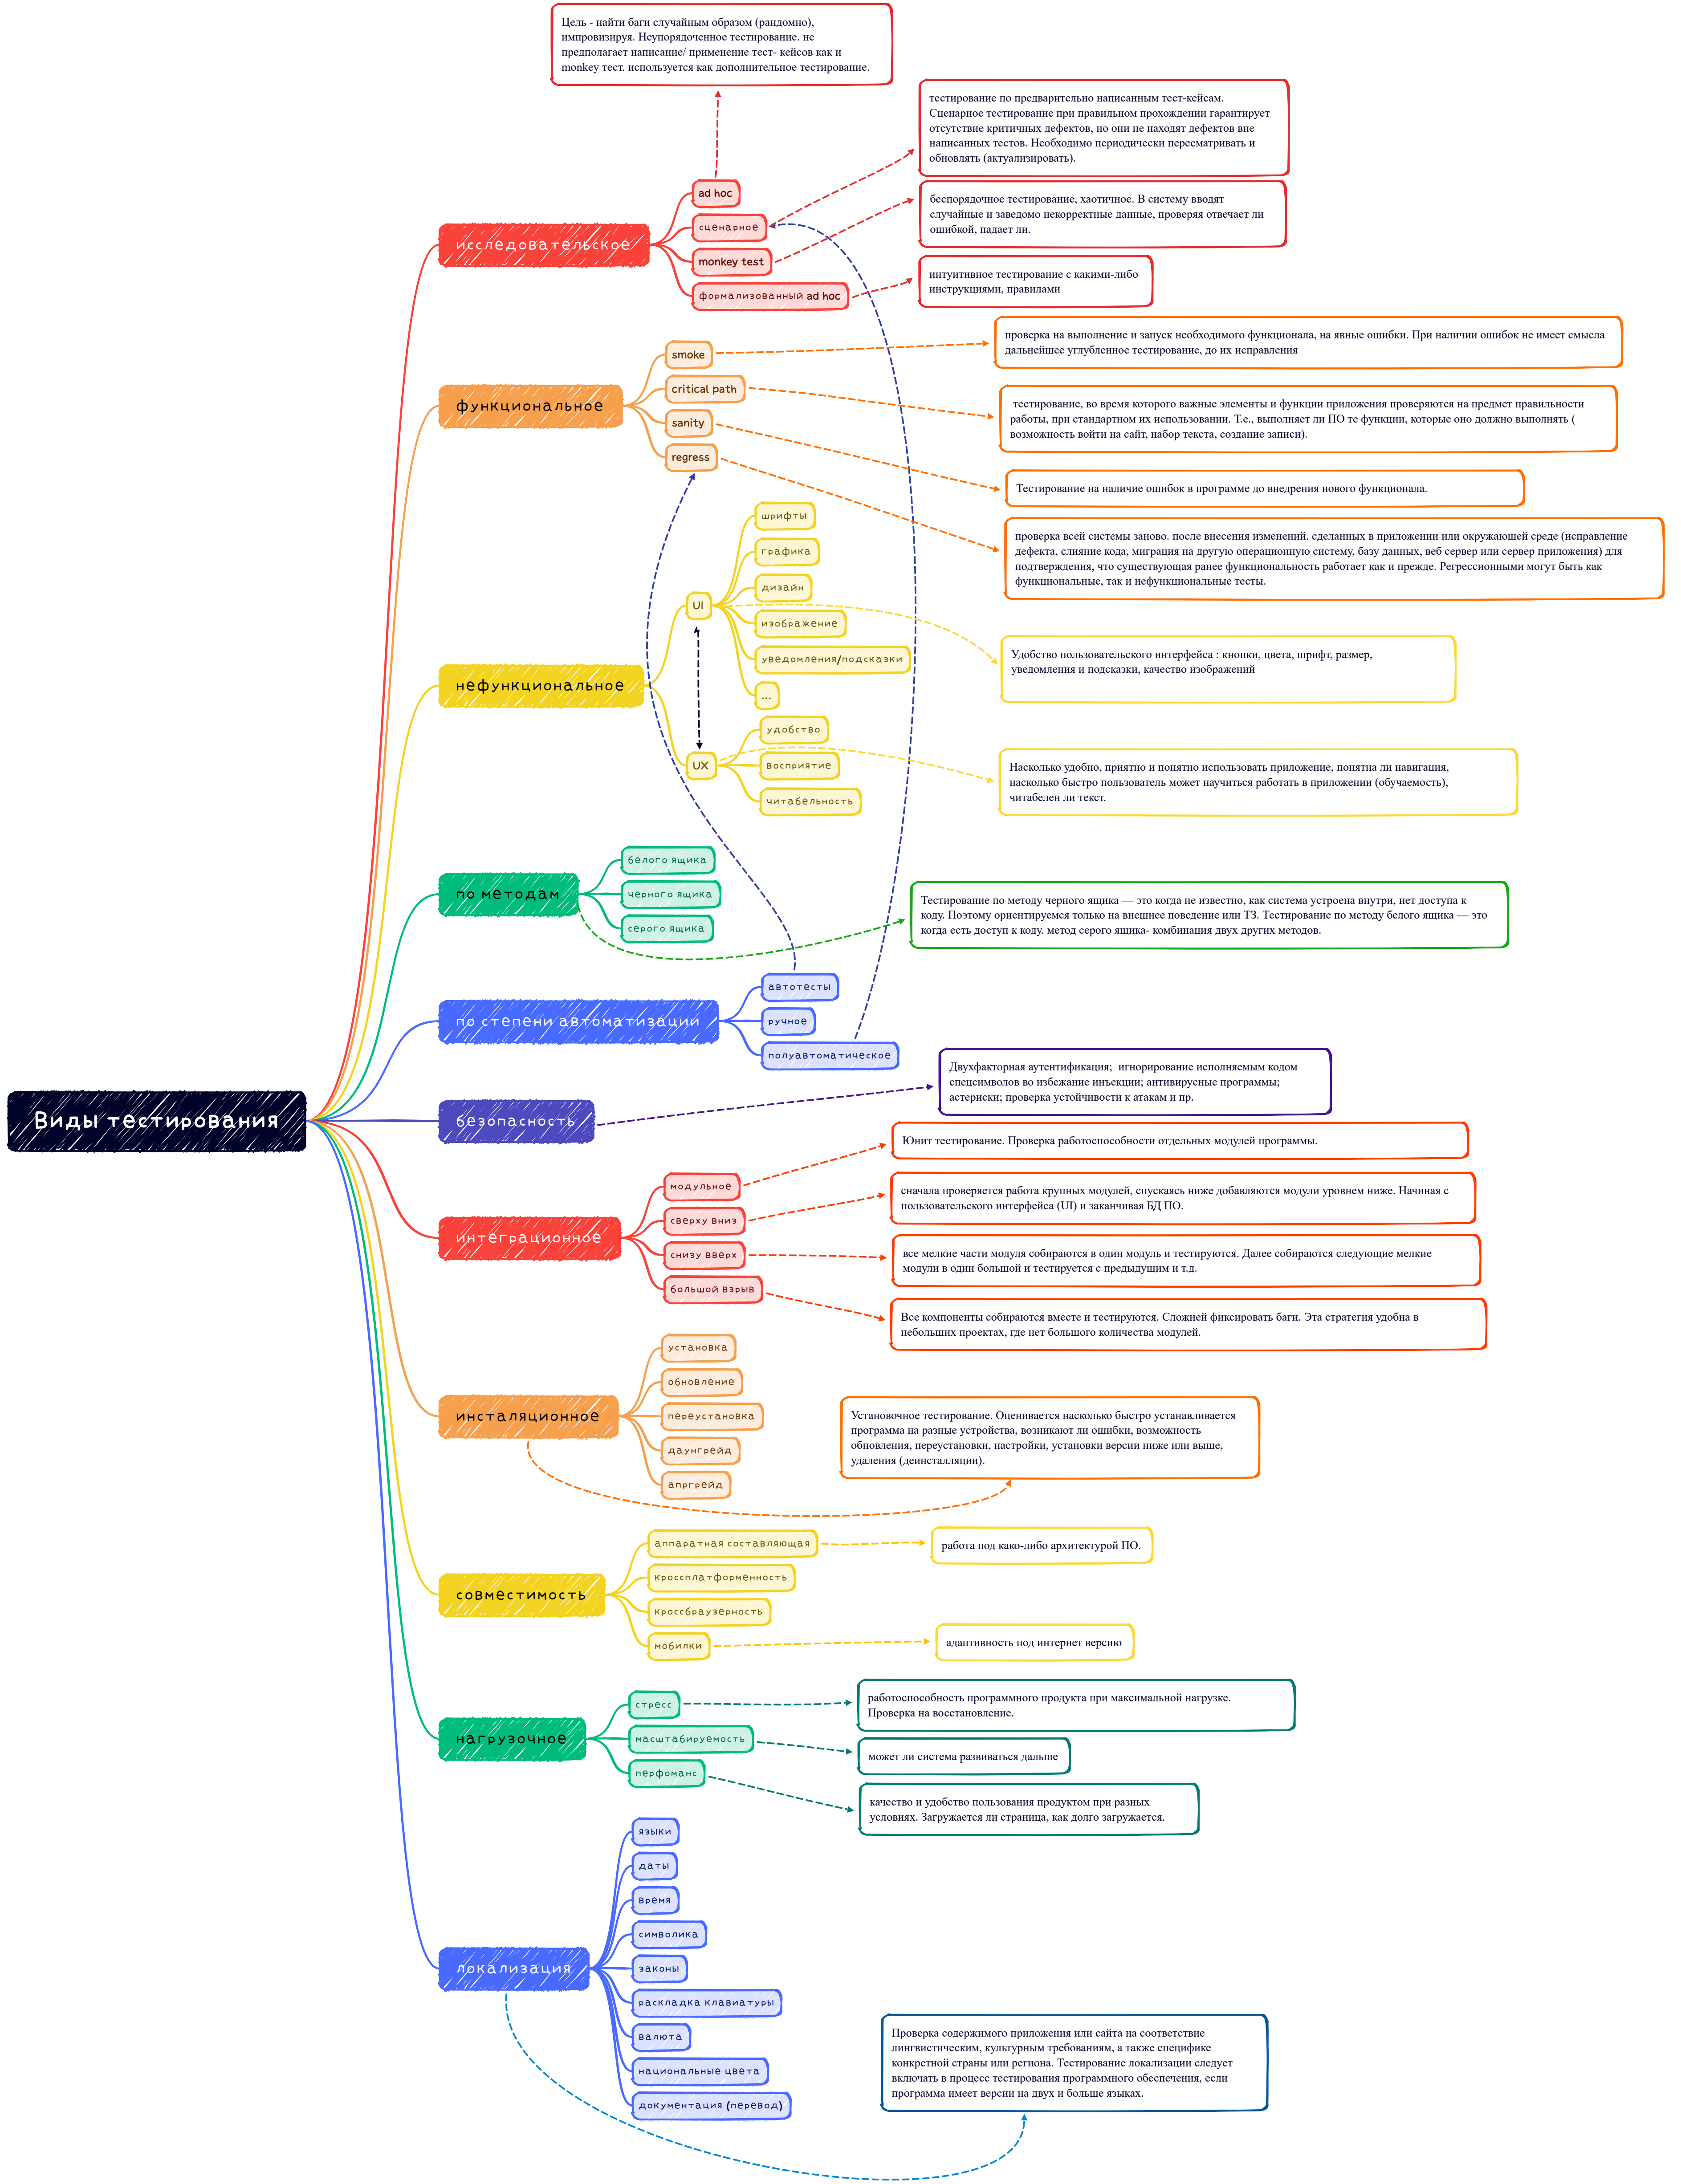 Цель - найти баги случайным образом (рандомно),
импровизируя. Неупорядоченное тестирование. не
предполагает написание/ применение тест- кейсов как и
monkey тест. используется как дополнительное тестирование.
тестирование по предварительно написанным тест-кейсам.
Сценарное тестирование при правильном прохождении гарантирует
отсутствие критичных дефектов, но они не находят дефектов вне
написанных тестов. Необходимо периодически пересматривать и
обновлять (актуализировать).
беспорядочное тестирование, хаотичное. В систему вводят
случайные и заведомо некорректные данные, проверяя отвечает ли
ошибкой, падает ли.
интуитивное тестирование с какими-либо
инструкциями, правилами
исследовательское
ad hoc
сценарное
monkey test
формализованный ad hoc
функциональное
smoke
critical path
sanity
regress
проверка на выполнение и запуск необходимого функционала, на явные ошибки. При наличии ошибок не имеет смысла
дальнейшее углубленное тестирование, до их исправления
тестирование, во время которого важные элементы и функции приложения проверяются на предмет правильности
работы, при стандартном их использовании. Т.е., выполняет ли ПО те функции, которые оно должно выполнять (
возможность войти на сайт, набор текста, создание записи).
Тестирование на наличие ошибок в программе до внедрения нового функционала.
проверка всей системы заново. после внесения изменений. сделанных в приложении или окружающей среде (исправление
дефекта, слияние кода, миграция на другую операционную систему, базу данных, веб сервер или сервер приложения) для
подтверждения, что существующая ранее функциональность работает как и прежде. Регрессионными могут быть как
функциональные, так и нефункциональные тесты.
нефункциональное
UI
шрифты
графика
дизайн
изображение
уведомления/подсказки
...
UX
удобство
восприятие
читабельность
Удобство пользовательского интерфейса : кнопки, цвета, шрифт, размер,
уведомления и подсказки, качество изображений
Насколько удобно, приятно и понятно использовать приложение, понятна ли навигация,
насколько быстро пользователь может научиться работать в приложении (обучаемость),
читабелен ли текст.
по методам
белого ящика
черного ящика
серого ящика
Тестирование по методу черного ящика — это когда не известно, как система устроена внутри, нет доступа к
коду. Поэтому ориентируемся только на внешнее поведение или ТЗ. Тестирование по методу белого ящика — это
когда есть доступ к коду. метод серого ящика- комбинация двух других методов.
по степени автоматизации
автотесты
ручное
полуавтоматическое
Виды тестирования
безопасность
Двухфакторная аутентификация;  игнорирование исполняемым кодом
спецсимволов во избежание инъекции; антивирусные программы;
астериски; проверка устойчивости к атакам и пр.
интеграционное
модульное
сверху вниз
снизу вверх
большой взрыв
Юнит тестирование. Проверка работоспособности отдельных модулей программы.
сначала проверяется работа крупных модулей, спускаясь ниже добавляются модули уровнем ниже. Начиная с
пользовательского интерфейса (UI) и заканчивая БД ПО.
все мелкие части модуля собираются в один модуль и тестируются. Далее собираются следующие мелкие
модули в один большой и тестируется с предыдущим и т.д.
Все компоненты собираются вместе и тестируются. Сложней фиксировать баги. Эта стратегия удобна в
небольших проектах, где нет большого количества модулей.
инсталяционное
установка
обновление
переустановка
даунгрейд
апргрейд
Установочное тестирование. Оценивается насколько быстро устанавливается
программа на разные устройства, возникают ли ошибки, возможность
обновления, переустановки, настройки, установки версии ниже или выше,
удаления (деинсталляции).
совместимость
аппаратная составляющая
кроссплатформенность
кроссбраузерность
мобилки
работа под како-либо архитектурой ПО.
адаптивность под интернет версию
нагрузочное
стресс
масштабируемость
перфоманс
работоспособность программного продукта при максимальной нагрузке.
Проверка на восстановление.
может ли система развиваться дальше
качество и удобство пользования продуктом при разных
условиях. Загружается ли страница, как долго загружается.
локализация
языки
даты
время
символика
законы
раскладка клавиатуры
валюта
национальные цвета
документация (перевод)
Проверка содержимого приложения или сайта на соответствие
лингвистическим, культурным требованиям, а также специфике
конкретной страны или региона. Тестирование локализации следует
включать в процесс тестирования программного обеспечения, если
программа имеет версии на двух и больше языках.